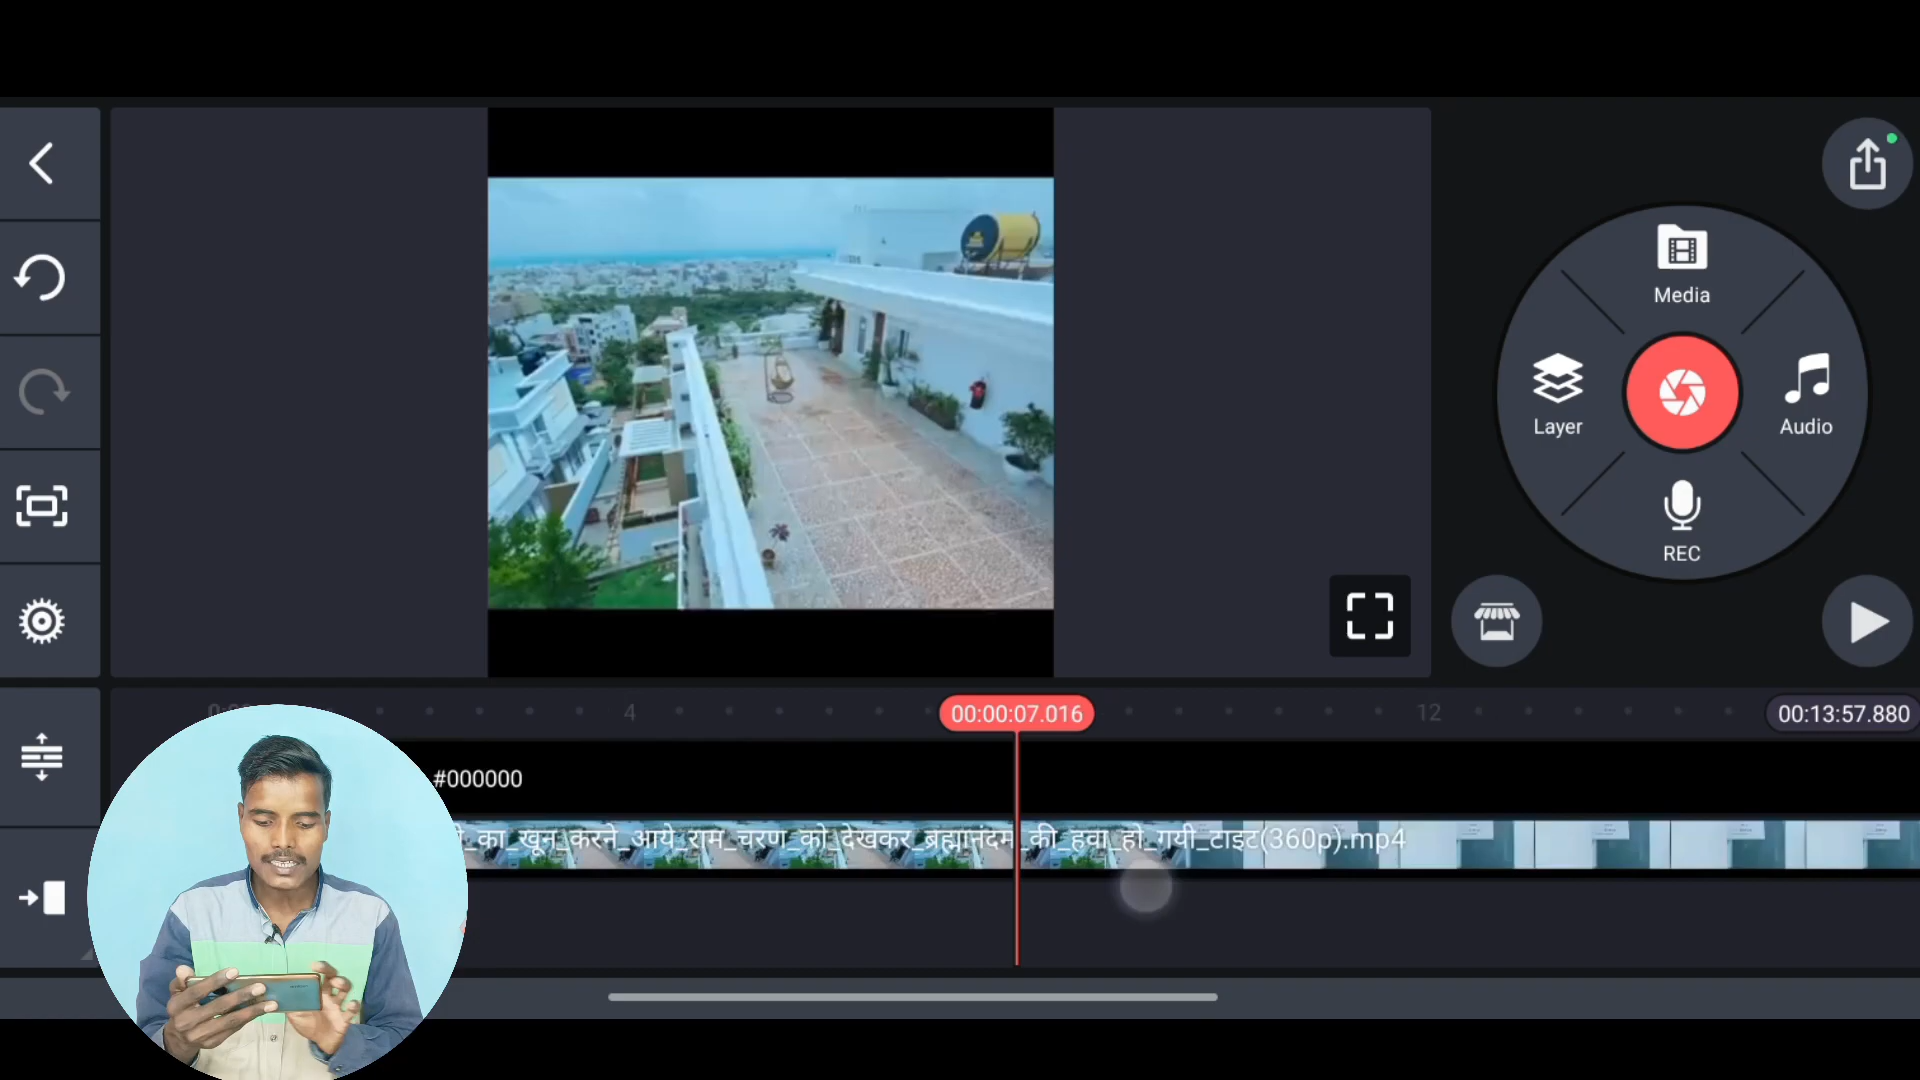 Media
Layer
Audio
REC
4
00:00:07.016
12
00:13:57.880
#000000
का_खून_करने_आये_राम_चरण_को_देखकर_ब्रह्मानंदम_की_हवा_हो_गयी_टाइट(360p).mp4